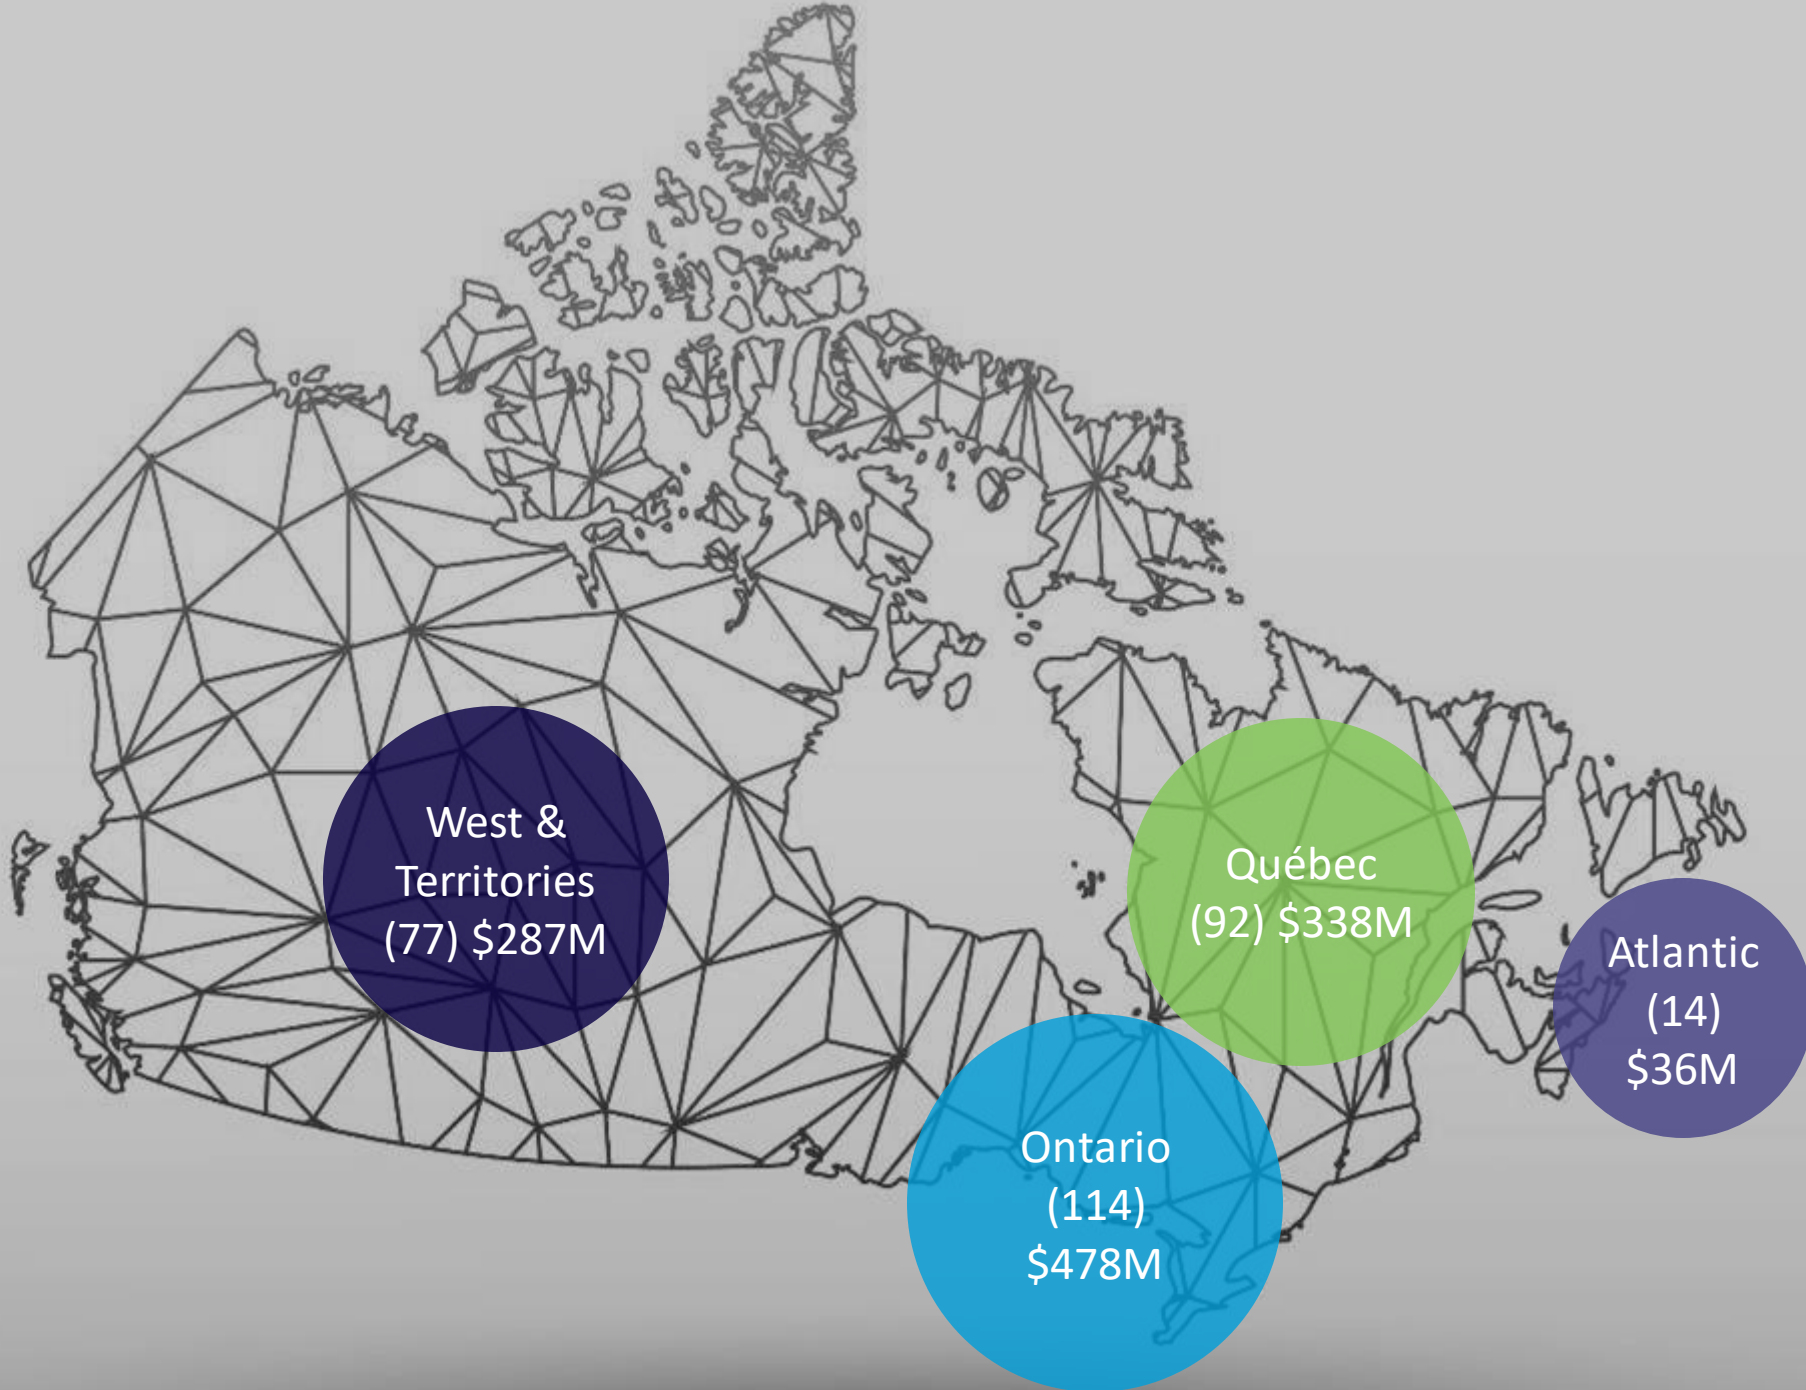 West &
Territories
(77) $287M
Québec
(92) $338M
Atlantic
(14)
$36M
Ontario
(114)
$478M